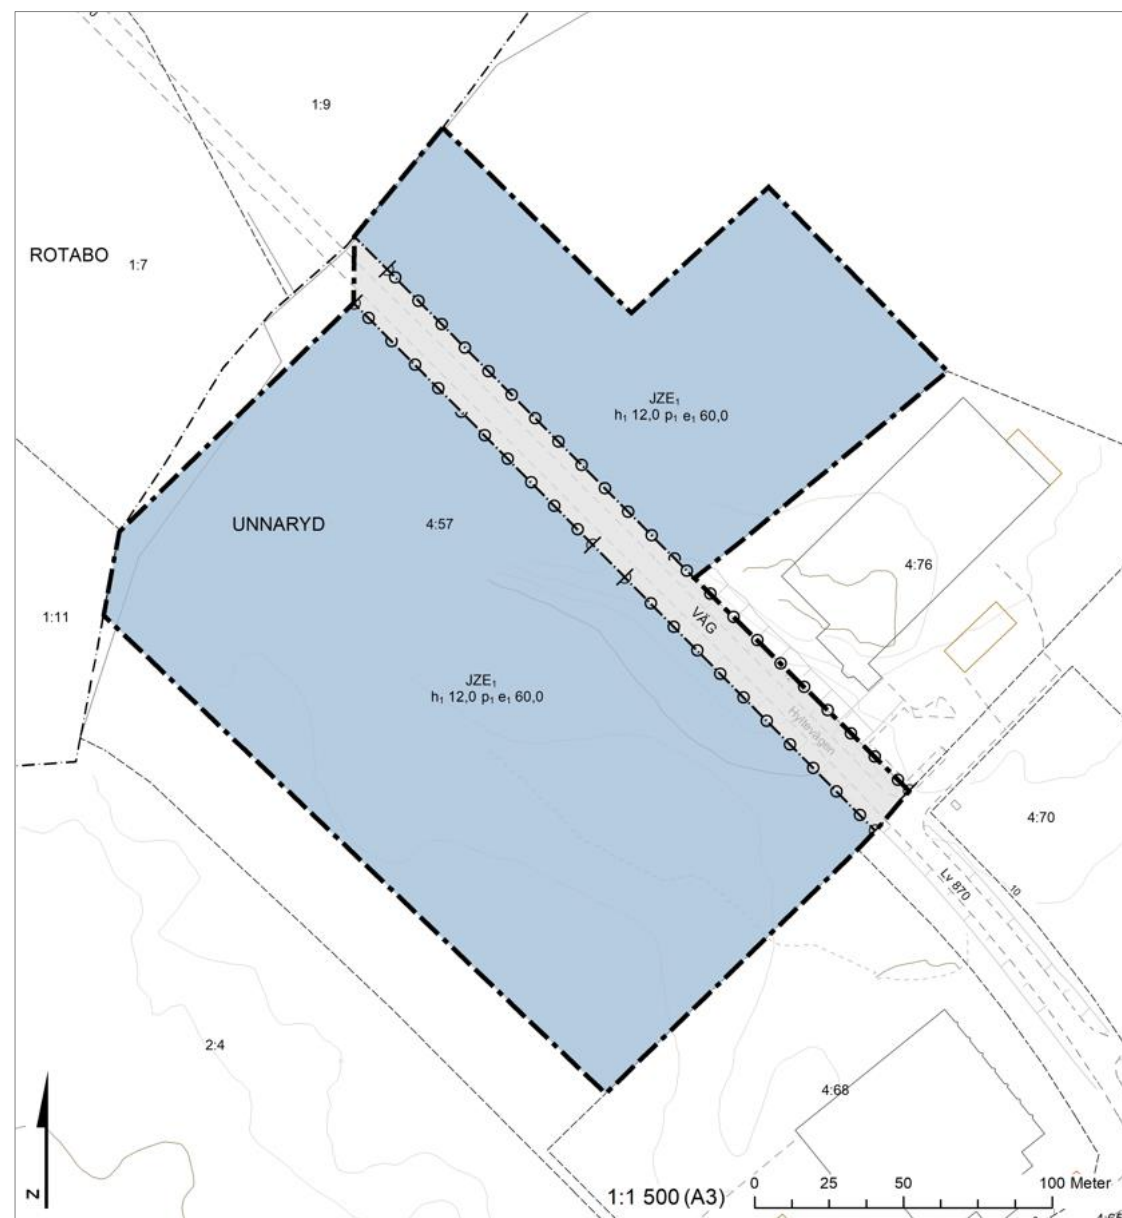 1:9
ROTABO 1:7
JZE₁
h₁ 12,0 p₁ e₁ 60,0
UNNARYD 4:57
4:76
1:11
VÄG
JZE₁
h₁ 12,0 p₁ e₁ 60,0
Hyltevägen
4:70
Lv 870
10
2:4
4:68
N
1:1 500 (A3)
0 25 50 100 Meter